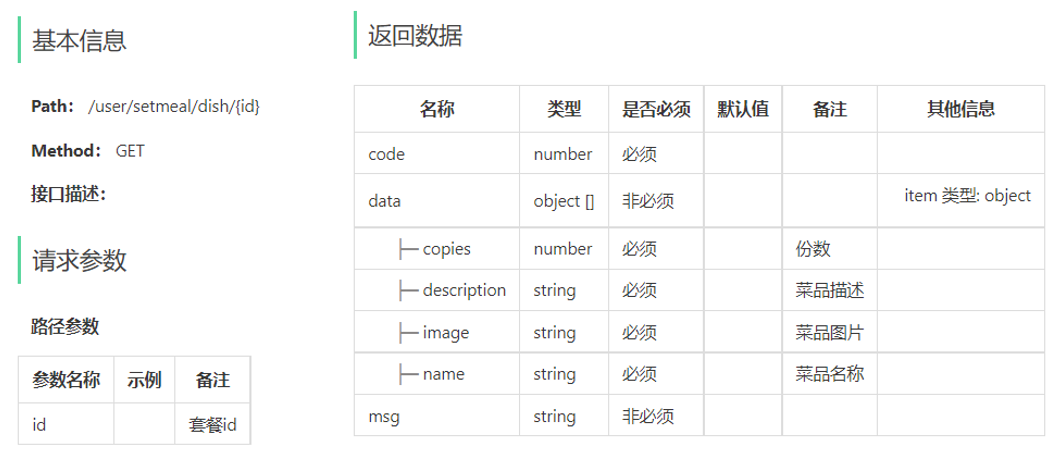 基本信息
Path： /user/setmeal/dish/{id}
Method： GET
接口描述：
请求参数
路径参数
参数名称 示例 备注
id 套餐id
返回数据
名称 类型 是否必须 默认值 备注 其他信息
code number 必须
data object [] 非必须 item 类型: object
├─ copies number 必须 份数
├─ description string 必须 菜品描述
├─ image string 必须 菜品图片
├─ name string 必须 菜品名称
msg string 非必须